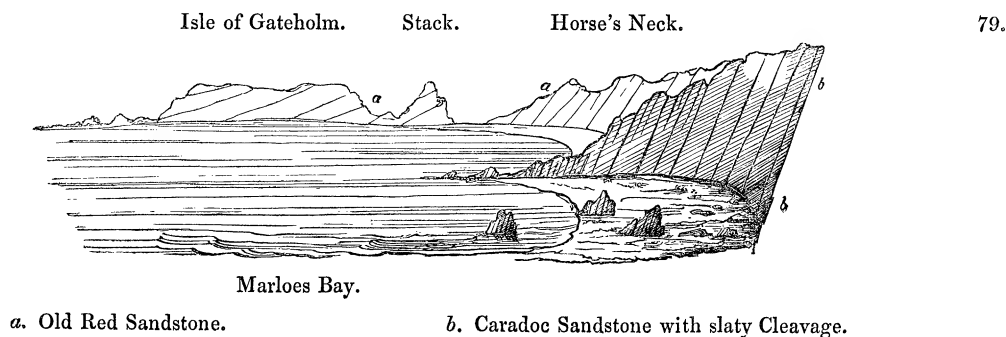 Isle of Gateholm. Stack. Horse's Neck. 79.
a a b
b
Marloes Bay.
a. Old Red Sandstone. b. Caradoc Sandstone with slaty Cleavage.